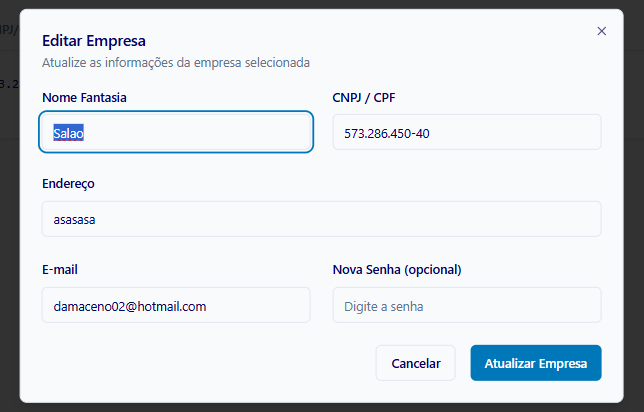 Editar Empresa
Atualize as informações da empresa selecionada
Nome Fantasia
CNPJ / CPF
Salao
573.286.450-40
Endereço
asasasa
E-mail
Nova Senha (opcional)
damaceno02@hotmail.com
Digite a senha
Cancelar
Atualizar Empresa